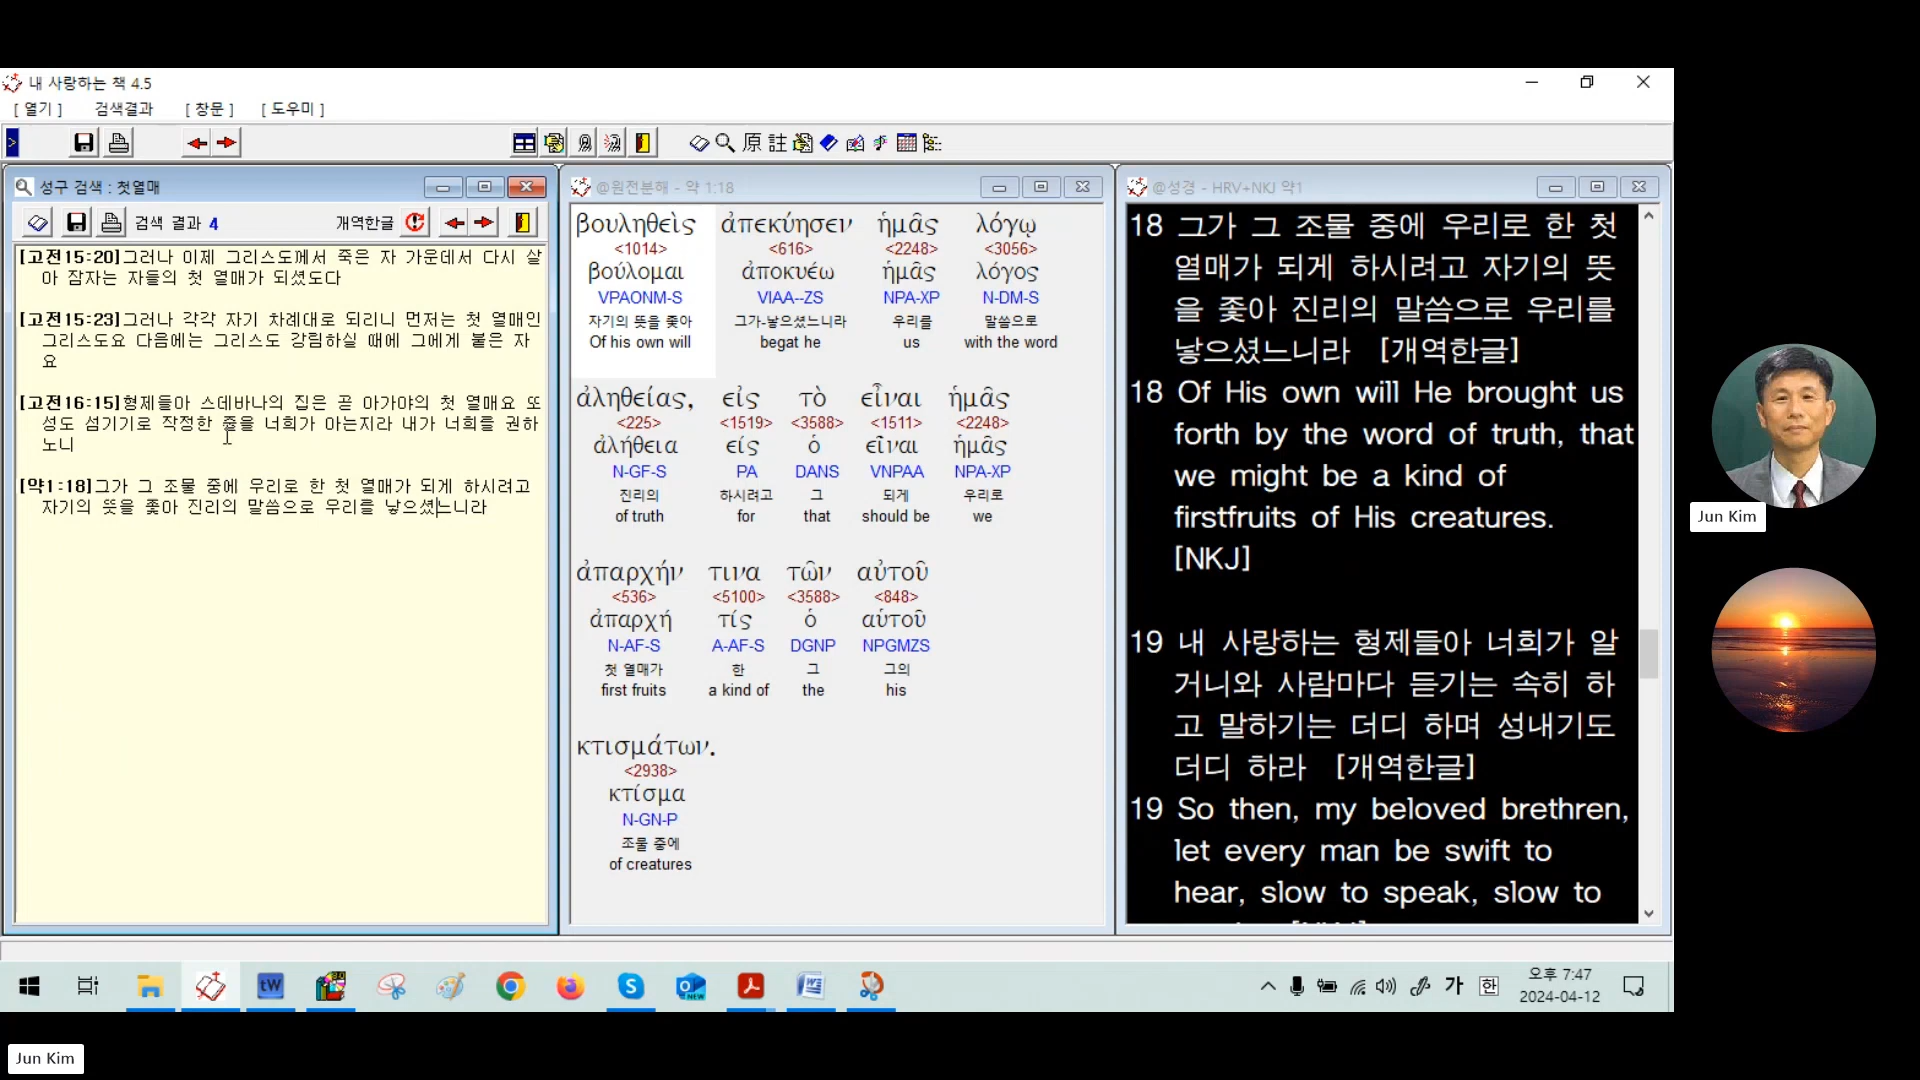 내 사랑하는 책 4.5
[ 열기 ] 검색결과 [ 창문 ] [ 도우미 ]
原 註
성구 검색 : 첫열매
검색 결과 4 개역한글
[고전15:20]그러나 이제 그리스도께서 죽은 자 가운데서 다시 살
아 잠자는 자들의 첫 열매가 되셨도다
[고전15:23]그러나 각각 자기 차례대로 되리니 먼저는 첫 열매인
그리스도요 다음에는 그리스도 강림하실 때에 그에게 붙은 자
요
[고전16:15]형제들아 스데바나의 집은 곧 아가야의 첫 열매요 또
성도 섬기기로 작정한 줄을 너희가 아는지라 내가 너희를 권하
노니
[약1:18]그가 그 조물 중에 우리로 한 첫 열매가 되게 하시려고
자기의 뜻을 좇아 진리의 말씀으로 우리를 낳으셨느니라
@원전분해 - 약 1:18
βουληθεὶς ἀπεκύησεν ἡμᾶς λόγῳ
<1014> <616> <2248> <3056>
βούλομαι ἀποκυέω ἡμᾶς λόγος
VPAONM-S VIAA--ZS NPA-XP N-DM-S
자기의 뜻을 좇아 그가-낳으셨느니라 우리를 말씀으로
Of his own will begat he us with the word
ἀληθείας, εἰς τὸ εἶναι ἡμᾶς
<225> <1519> <3588> <1511> <2248>
ἀλήθεια εἰς ὁ εἶναι ἡμᾶς
N-GF-S PA DANS VNPAA NPA-XP
진리의 하시려고 그 되게 우리로
of truth for that should be we
ἀπαρχήν τινα τῶν αὐτοῦ
<536> <5100> <3588> <848>
ἀπαρχή τίς ὁ αὑτοῦ
N-AF-S A-AF-S DGNP NPGMZS
첫 열매가 한 그 그의
first fruits a kind of the his
κτισμάτων.
<2938>
κτίσμα
N-GN-P
조물 중에
of creatures
@성경 - HRV+NKJ 약1
18 그가 그 조물 중에 우리로 한 첫
열매가 되게 하시려고 자기의 뜻
을 좇아 진리의 말씀으로 우리를
낳으셨느니라 [개역한글]
18 Of His own will He brought us
forth by the word of truth, that
we might be a kind of
firstfruits of His creatures.
[NKJ]
19 내 사랑하는 형제들아 너희가 알
거니와 사람마다 듣기는 속히 하
고 말하기는 더디 하며 성내기도
더디 하라 [개역한글]
19 So then, my beloved brethren,
let every man be swift to
hear, slow to speak, slow to
Jun Kim
가 한
오후 7:47
2024-04-12
Jun Kim